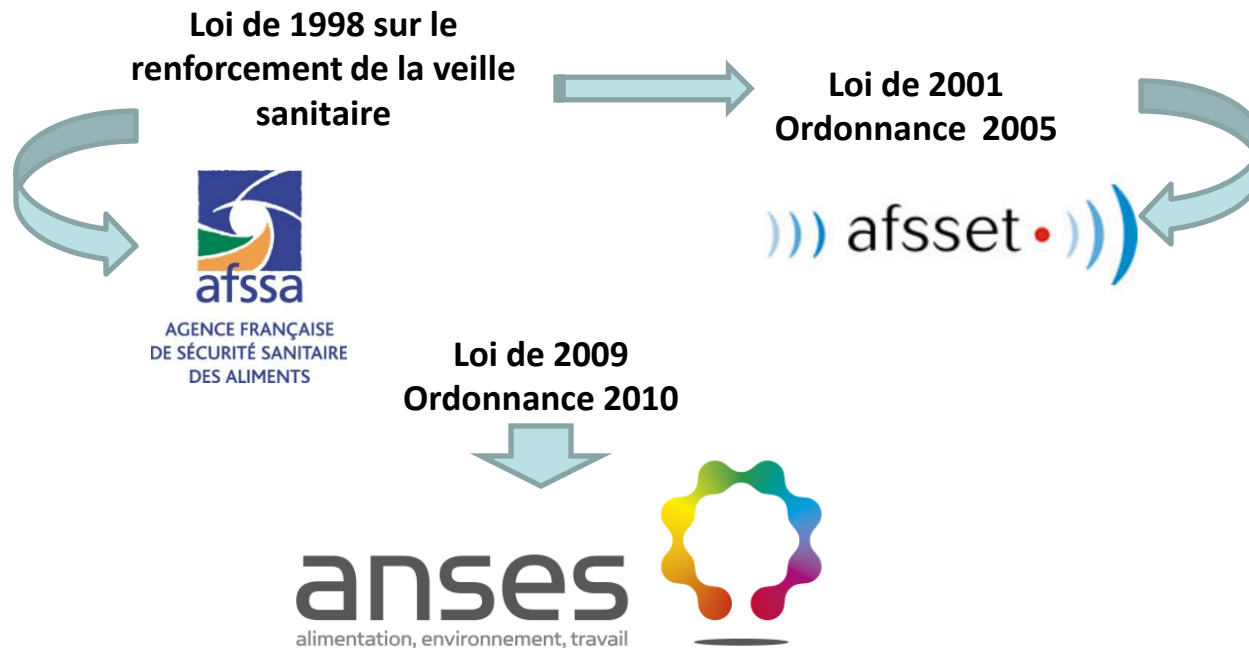 Loi de 1998 sur le
renforcement de la veille
sanitaire
Loi de 2001
Ordonnance 2005
afssa
AGENCE FRANÇAISE
DE SÉCURITÉ SANITAIRE
DES ALIMENTS
afsset
Loi de 2009
Ordonnance 2010
anses
alimentation, environnement, travail